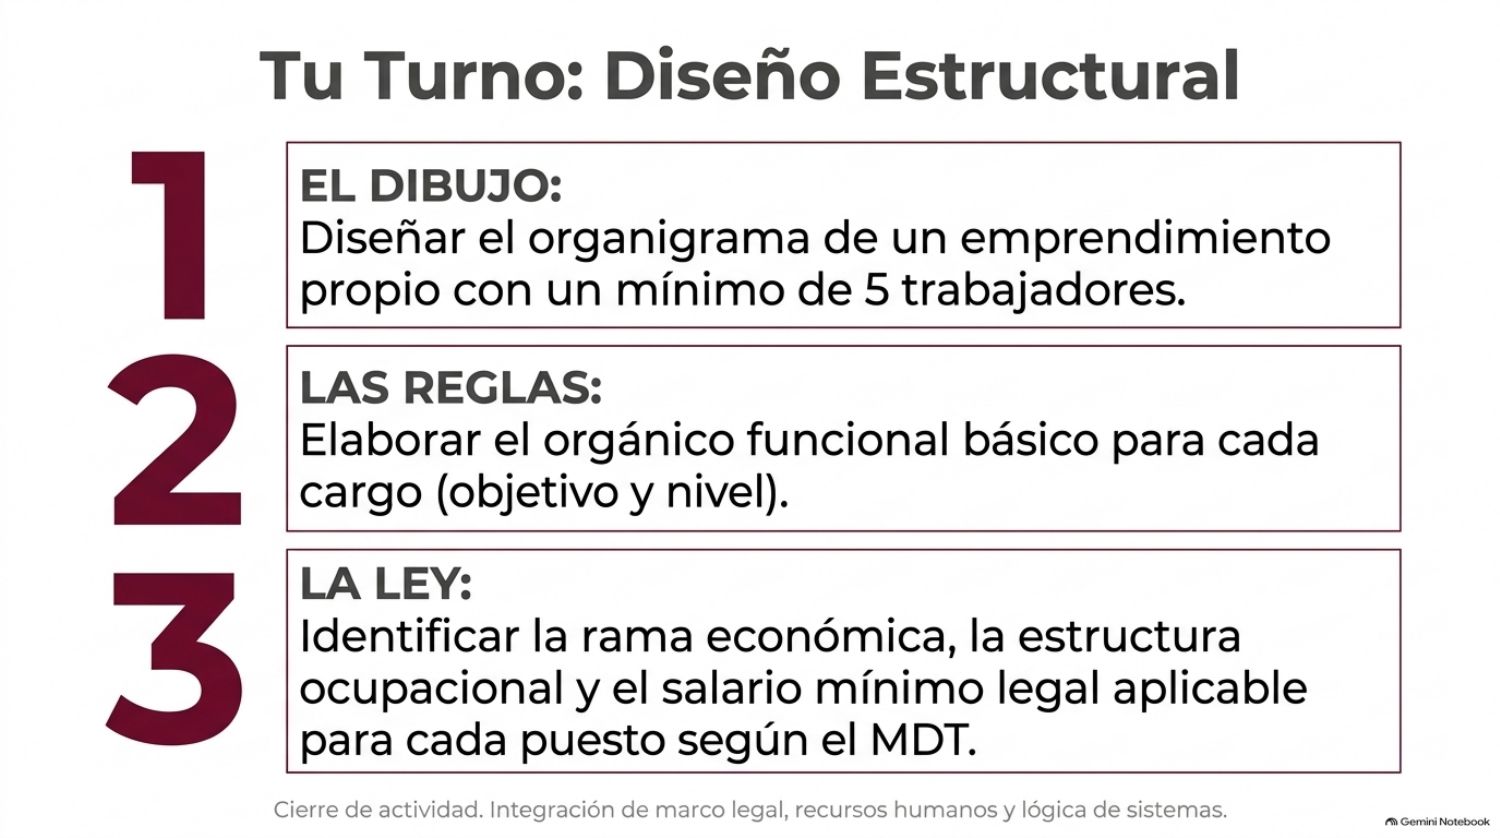 Tu Turno: Diseño Estructural
1
EL DIBUJO:
Diseñar el organigrama de un emprendimiento
propio con un mínimo de 5 trabajadores.
2
LAS REGLAS:
Elaborar el orgánico funcional básico para cada
cargo (objetivo y nivel).
3
LA LEY:
Identificar la rama económica, la estructura
ocupacional y el salario mínimo legal aplicable
para cada puesto según el MDT.
Cierre de actividad. Integración de marco legal, recursos humanos y lógica de sistemas.
Gemini Notebook